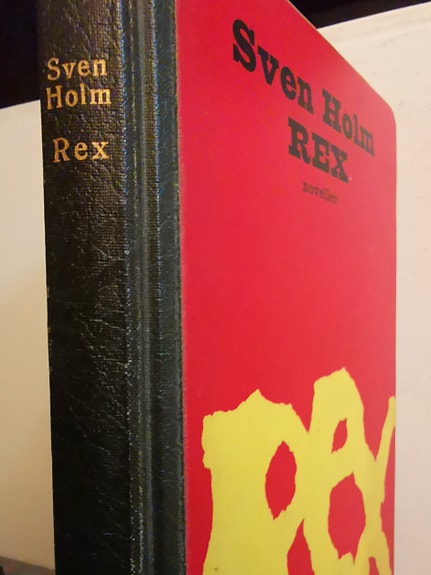 Sven
Holm
Rex
Sven Holm
REX
noveller
REX